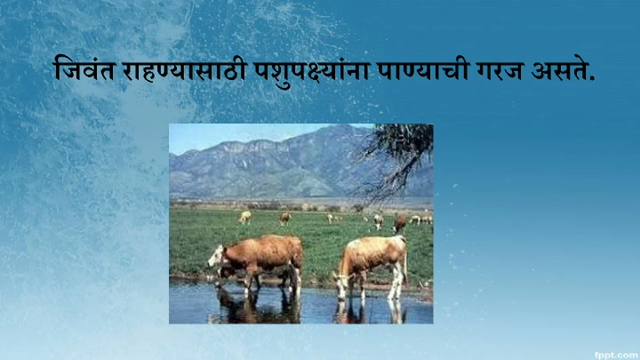 जिवंत राहण्यासाठी पशुपक्ष्यांना पाण्याची गरज असते.
fppt.com